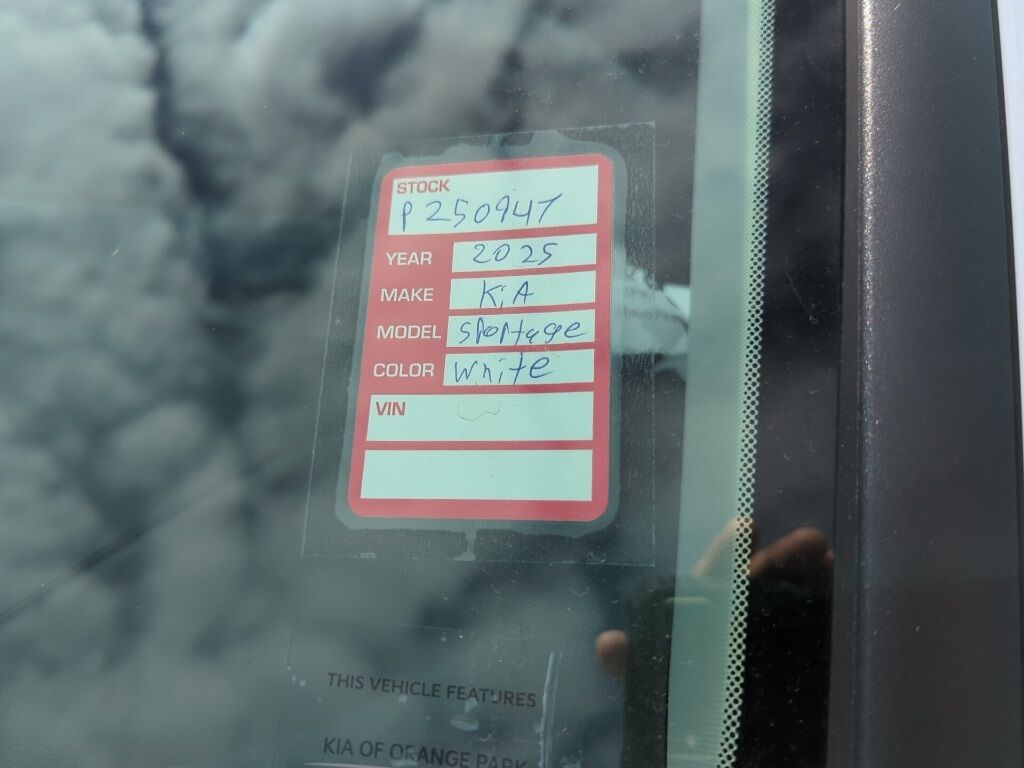 STOCK
P250947
YEAR 2025
MAKE KiA
MODEL Sportage
COLOR White
VIN
THIS VEHICLE FEATURES
KIA OF ORANGE PARK